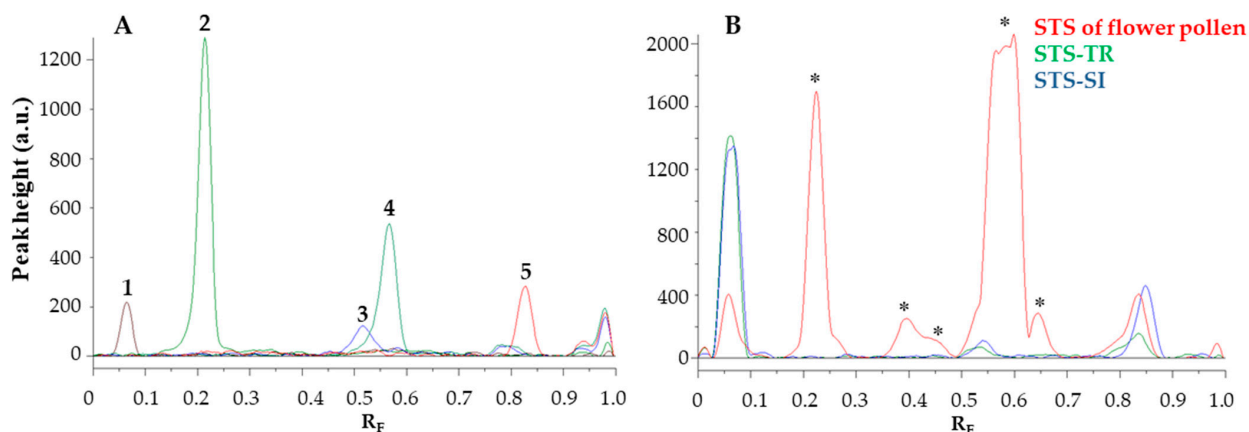 A
Peak height (a.u.)
1200
1000
800
600
400
200
0
1
2
3
4
5
0 0.1 0.2 0.3 0.4 0.5 0.6 0.7 0.8 0.9 1.0
RF
B
STS of flower pollen
STS-TR
STS-SI
2000
1600
1200
800
400
0
* * * * *
0 0.1 0.2 0.3 0.4 0.5 0.6 0.7 0.8 0.9 1.0
RF